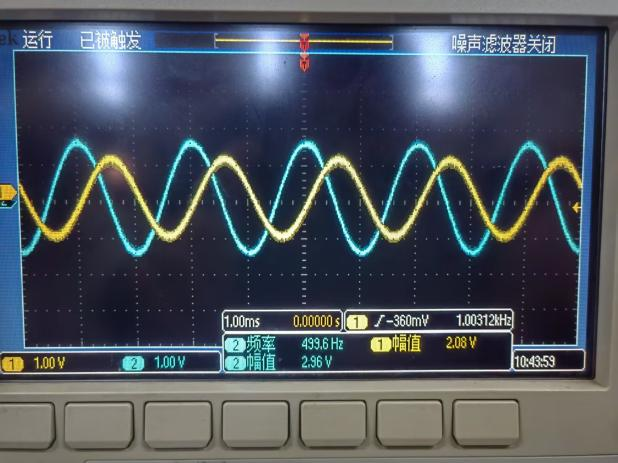 ek 运行 已被触发 噪声滤波器关闭
1.00ms 0.00000 s 1 -360mV 1.00312kHz
2 频率 499.6 Hz 1 幅值 2.08 V
1 1.00 V 2 1.00 V 2 幅值 2.96 V 10:43:59